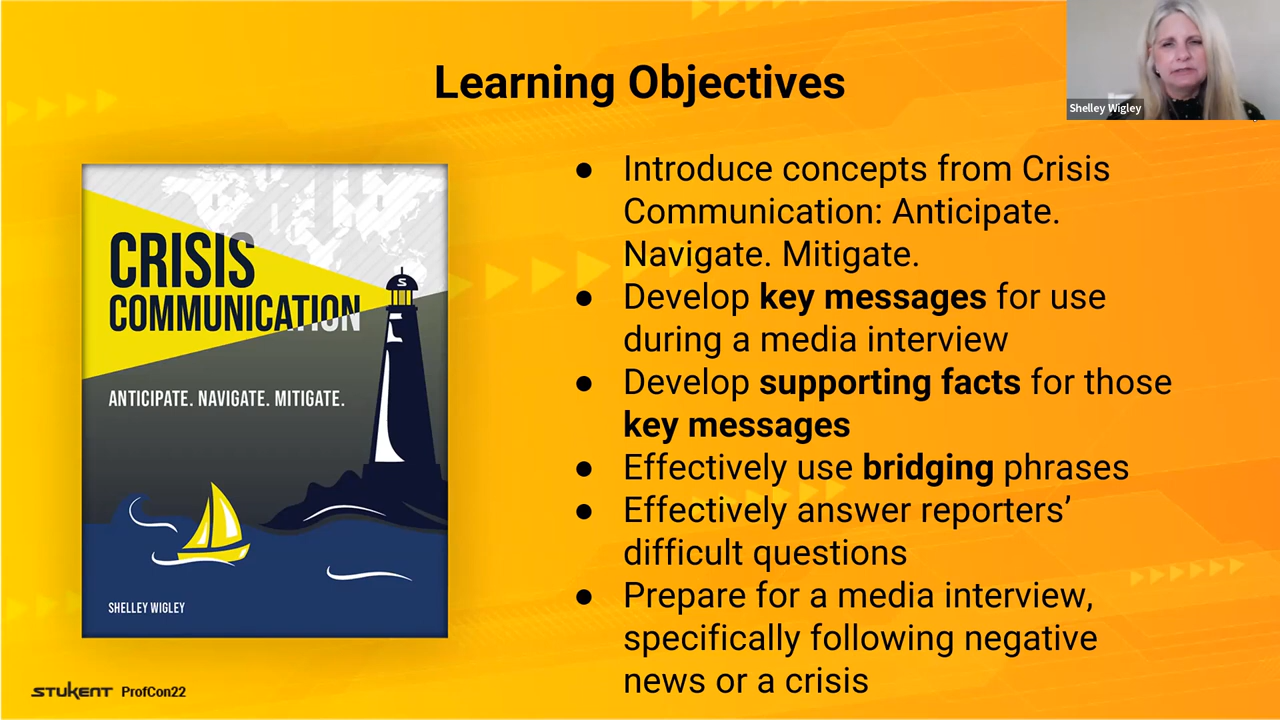 Learning Objectives
Shelley Wigley
CRISIS
COMMUNICATION
S
ANTICIPATE. NAVIGATE. MITIGATE.
SHELLEY WIGLEY
● Introduce concepts from Crisis
Communication: Anticipate.
Navigate. Mitigate.
● Develop key messages for use
during a media interview
● Develop supporting facts for those
key messages
● Effectively use bridging phrases
● Effectively answer reporters’
difficult questions
● Prepare for a media interview,
specifically following negative
news or a crisis
STUKENT ProfCon22